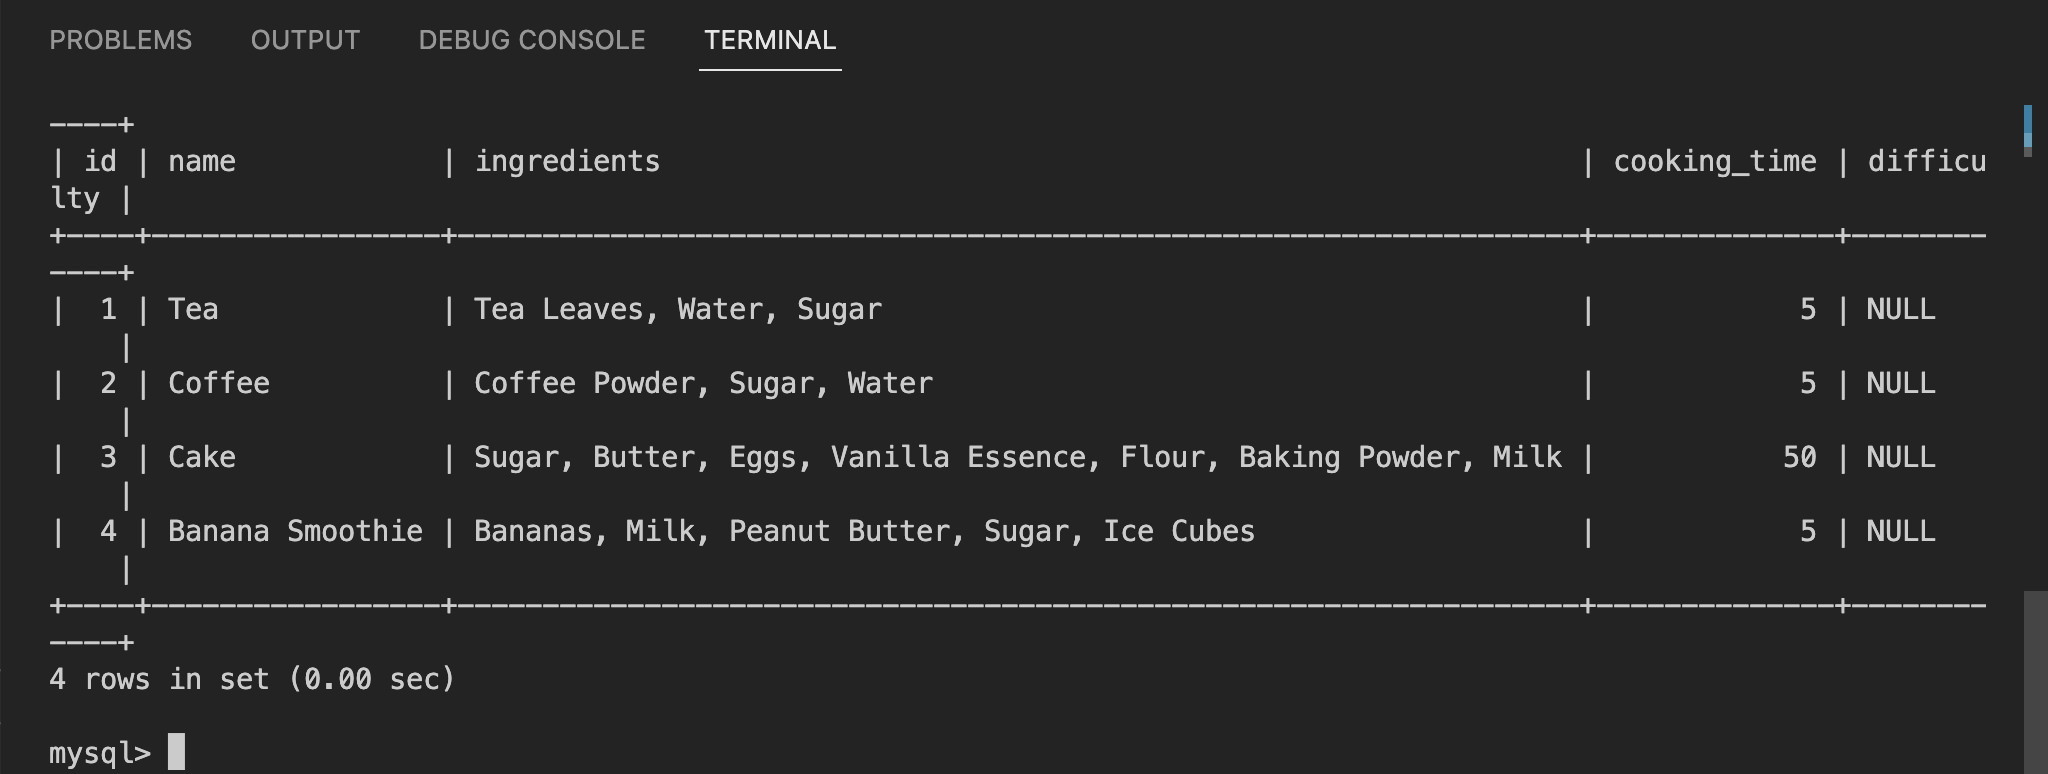 PROBLEMS OUTPUT DEBUG CONSOLE TERMINAL
----+
| id | name            | ingredients                                                      | cooking_time | difficu
lty |
+----+-----------------+------------------------------------------------------------------+--------------+--------
----+
|  1 | Tea             | Tea Leaves, Water, Sugar                                         |            5 | NULL
    |
|  2 | Coffee          | Coffee Powder, Sugar, Water                                      |            5 | NULL
    |
|  3 | Cake            | Sugar, Butter, Eggs, Vanilla Essence, Flour, Baking Powder, Milk |           50 | NULL
    |
|  4 | Banana Smoothie | Bananas, Milk, Peanut Butter, Sugar, Ice Cubes                   |            5 | NULL
    |
+----+-----------------+------------------------------------------------------------------+--------------+--------
----+
4 rows in set (0.00 sec)
mysql>